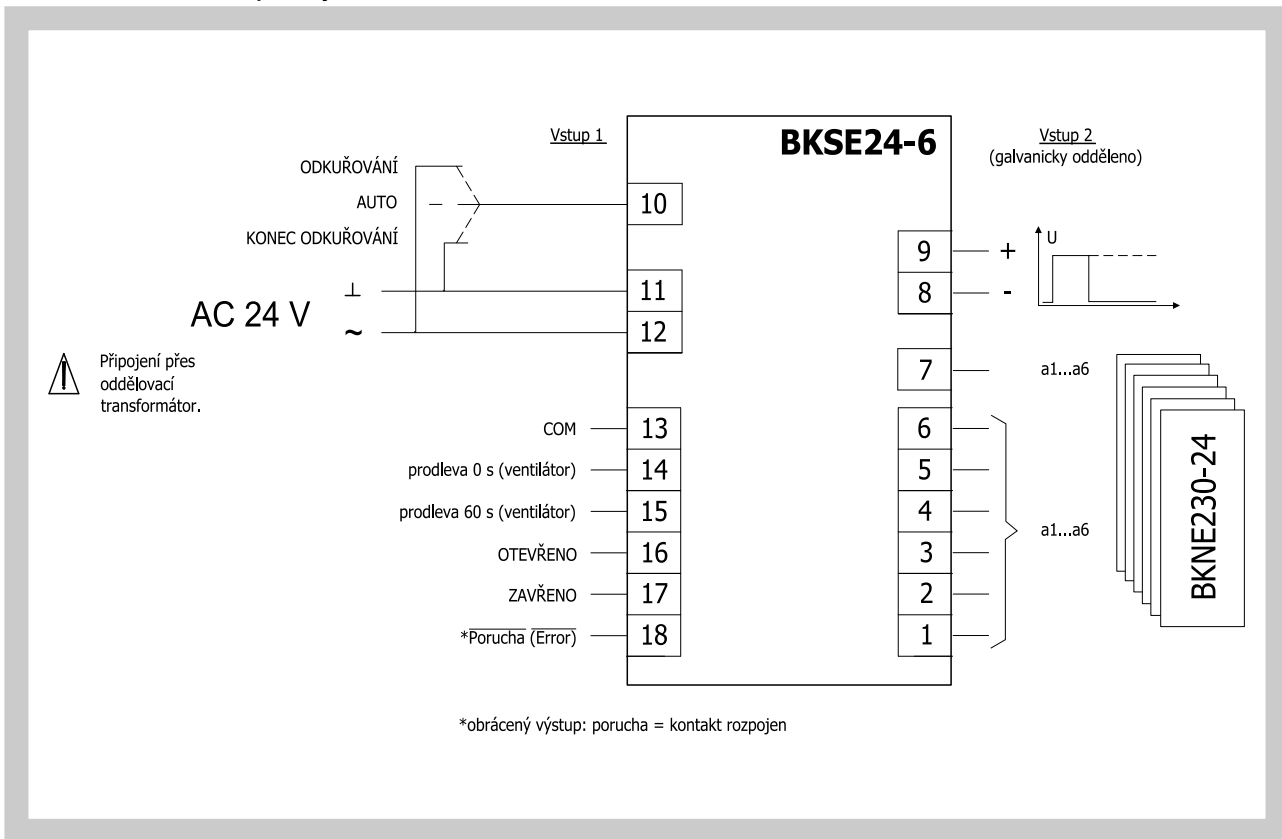 Vstup 1
BKSE24-6
Vstup 2
(galvanicky odděleno)
ODKUŘOVÁNÍ
AUTO
KONEC ODKUŘOVÁNÍ
10
9
+
U
8
-
AC 24 V
⊥
11
~
12
Připojení přes
oddělovací
transformátor.
7
a1...a6
COM
13
6
prodleva 0 s (ventilátor)
14
5
prodleva 60 s (ventilátor)
15
4
OTEVŘENO
16
3
a1...a6
ZAVŘENO
17
2
*Porucha (Error)
18
1
BKNE230-24
*obrácený výstup: porucha = kontakt rozpojen